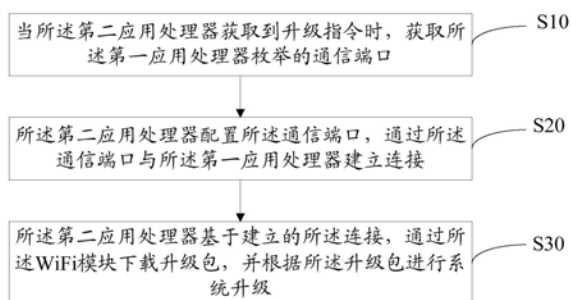 当所述第二应用处理器获取到升级指令时，获取所
述第一应用处理器枚举的通信端口
S10
所述第二应用处理器配置所述通信端口，通过所述
通信端口与所述第一应用处理器建立连接
S20
所述第二应用处理器基于建立的所述连接，通过所
述WiFi模块下载升级包，并根据所述升级包进行系
统升级
S30